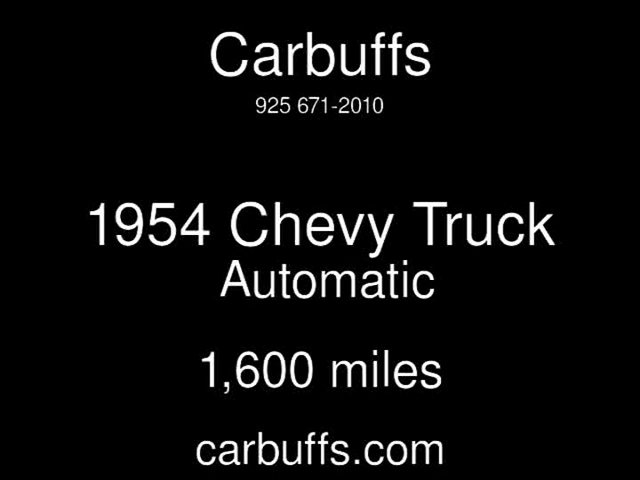 Carbuffs
925 671-2010
1954 Chevy Truck
Automatic
1,600 miles
carbuffs.com